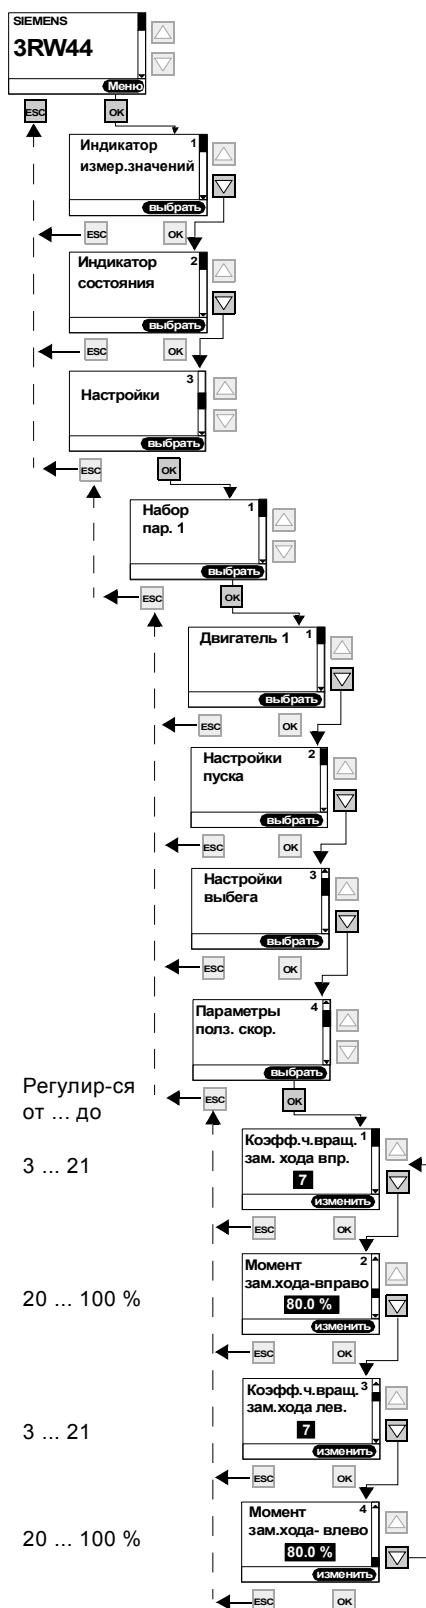 SIEMENS
3RW44
Меню
ESC
OK
Индикатор 1
измер.значений
выбрать
ESC
OK
Индикатор 2
состояния
выбрать
ESC
OK
3
Настройки
выбрать
ESC
OK
Набор 1
пар. 1
выбрать
ESC
OK
Двигатель 1 1
выбрать
ESC
OK
Настройки 2
пуска
выбрать
ESC
OK
Настройки 3
выбега
выбрать
ESC
OK
Параметры 4
полз. скор.
выбрать
Регулир-ся
от ... до
ESC
OK
3 ... 21
Коэфф.ч.вращ. 1
зам. хода впр.
7
изменить
ESC
OK
20 ... 100 %
Момент 2
зам.хода-вправо
80.0 %
изменить
ESC
OK
3 ... 21
Коэфф.ч.вращ. 3
зам.хода лев.
7
изменить
ESC
OK
20 ... 100 %
Момент 4
зам.хода- влево
80.0 %
изменить
ESC
OK